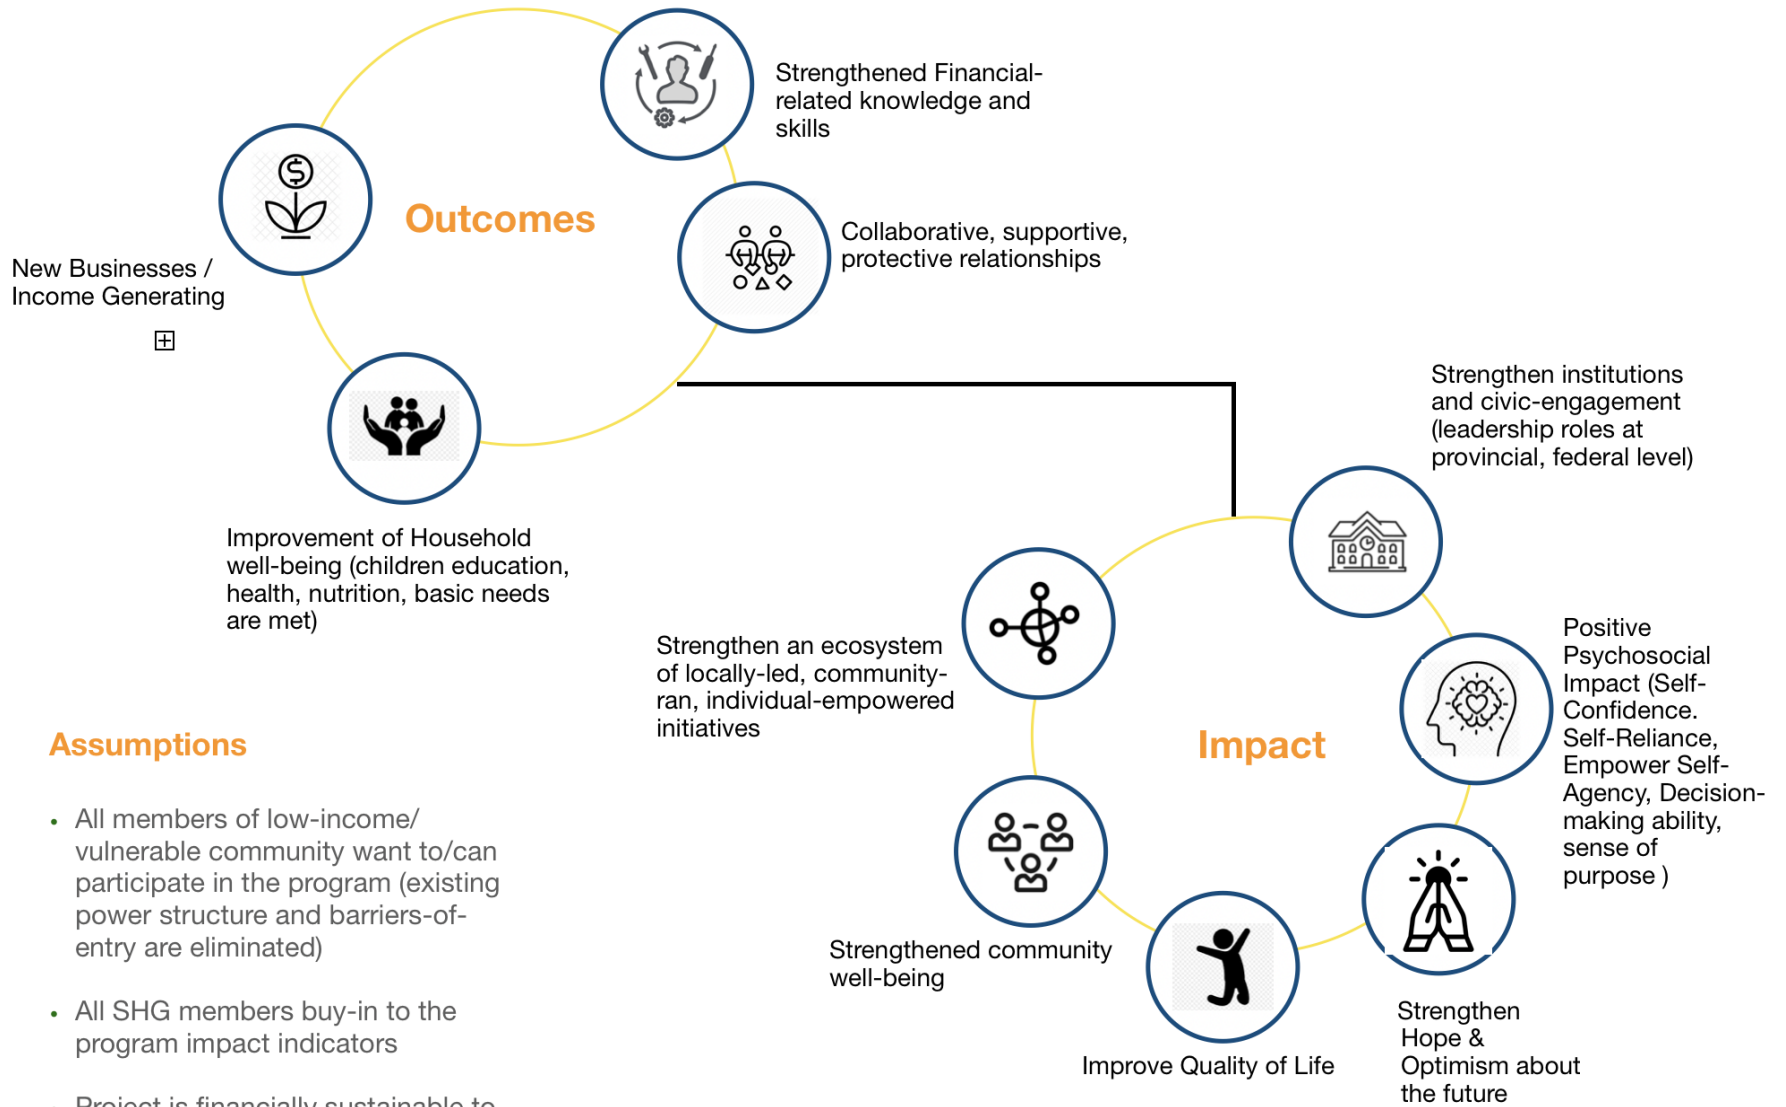 Strengthened Financial-
related knowledge and
skills
Outcomes
Collaborative, supportive,
protective relationships
New Businesses /
Income Generating
Improvement of Household
well-being (children education,
health, nutrition, basic needs
are met)
Strengthen institutions
and civic-engagement
(leadership roles at
provincial, federal level)
Strengthen an ecosystem
of locally-led, community-
ran, individual-empowered
initiatives
Positive
Psychosocial
Impact (Self-
Confidence.
Self-Reliance,
Empower Self-
Agency, Decision-
making ability,
sense of
purpose )
Impact
Strengthened community
well-being
Improve Quality of Life
Strengthen
Hope &
Optimism about
the future
Assumptions
• All members of low-income/
vulnerable community want to/can
participate in the program (existing
power structure and barriers-of-
entry are eliminated)
• All SHG members buy-in to the
program impact indicators
Project is financially sustainable to